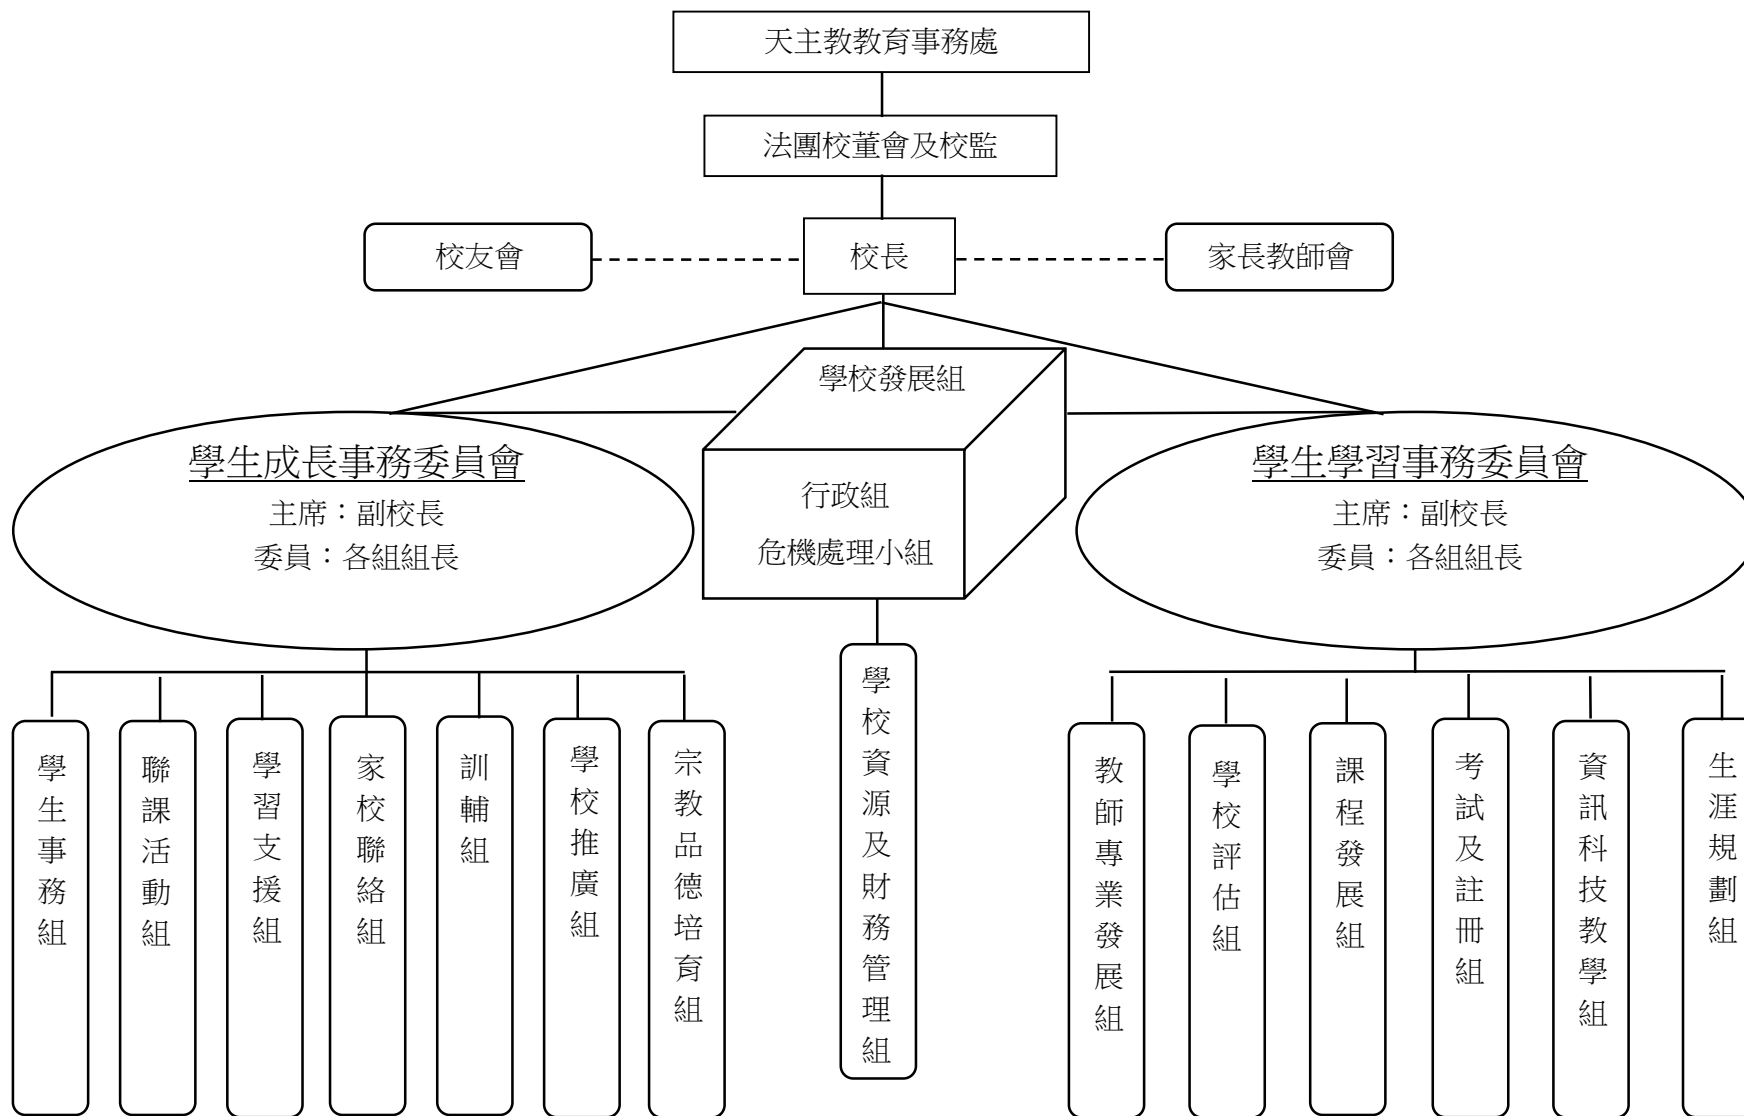 天主教教育事務處
法團校董會及校監
校友會
校長
家長教師會
學校發展組
學生成長事務委員會
主席：副校長
委員：各組組長
行政組
危機處理小組
學生學習事務委員會
主席：副校長
委員：各組組長
學生事務組
聯課活動組
學習支援組
家校聯絡組
訓輔組
學校推廣組
宗教品德培育組
學校資源及財務管理組
教師專業發展組
學校評估組
課程發展組
考試及註冊組
資訊科技教學組
生涯規劃組